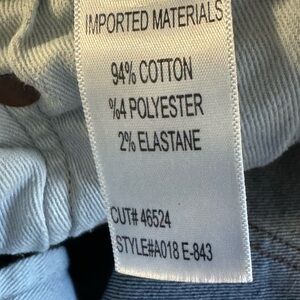 IMPORTED MATERIALS
94% COTTON
%4 POLYESTER
2% ELASTANE
CUT# 46524
STYLE#A018 E-843